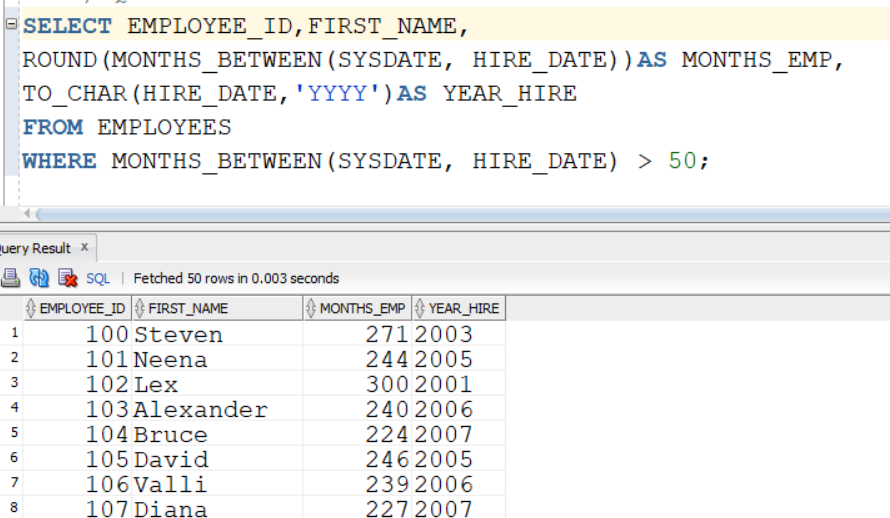 SELECT EMPLOYEE_ID,FIRST_NAME,
ROUND(MONTHS_BETWEEN(SYSDATE, HIRE_DATE))AS MONTHS_EMP,
TO_CHAR(HIRE_DATE,'YYYY')AS YEAR_HIRE
FROM EMPLOYEES
WHERE MONTHS_BETWEEN(SYSDATE, HIRE_DATE) > 50;
uery Result x
SQL | Fetched 50 rows in 0.003 seconds
EMPLOYEE_ID FIRST_NAME MONTHS_EMP YEAR_HIRE
1 100 Steven 271 2003
2 101 Neena 244 2005
3 102 Lex 300 2001
4 103 Alexander 240 2006
5 104 Bruce 224 2007
6 105 David 246 2005
7 106 Valli 239 2006
8 107 Diana 227 2007